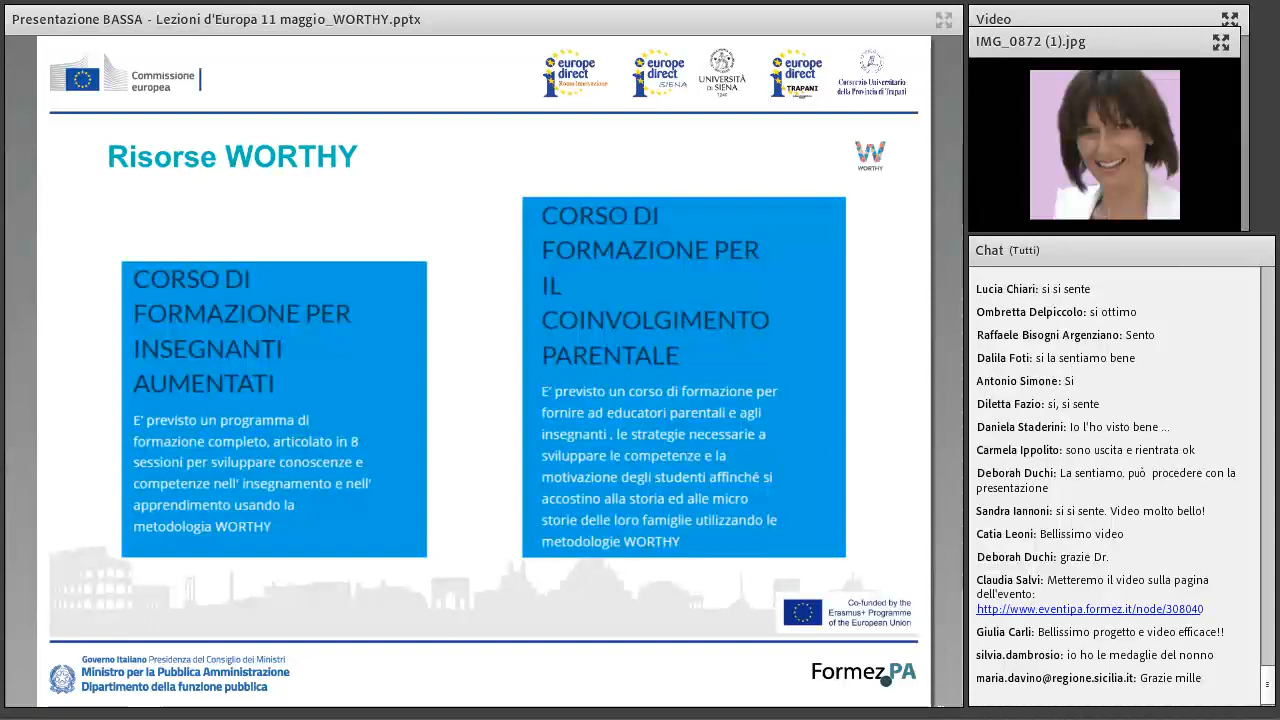 Presentazione BASSA - Lezioni d'Europa 11 maggio_WORTHY.pptx
Commissione
europea
europe
direct
Roma Innovazione
europe
direct
SIENA
UNIVERSITÀ
DI SIENA
1240
europe
direct
TRAPANI
Consorzio Universitario
della Provincia di Trapani
Risorse WORTHY
W
WORTHY
CORSO DI
FORMAZIONE PER
INSEGNANTI
AUMENTATI
E' previsto un programma di
formazione completo, articolato in 8
sessioni per sviluppare conoscenze e
competenze nell' insegnamento e nell'
apprendimento usando la
metodologia WORTHY
CORSO DI
FORMAZIONE PER
IL
COINVOLGIMENTO
PARENTALE
E' previsto un corso di formazione per
fornire ad educatori parentali e agli
insegnanti , le strategie necessarie a
sviluppare le competenze e la
motivazione degli studenti affinché si
accostino alla storia ed alle micro
storie delle loro famiglie utilizzando le
metodologie WORTHY
Co-funded by the
Erasmus+ Programme
of the European Union
Governo Italiano Presidenza del Consiglio dei Ministri
Ministro per la Pubblica Amministrazione
Dipartimento della funzione pubblica
Formez PA
Video
IMG_0872 (1).jpg
Chat (Tutti)
Lucia Chiari: si si sente
Ombretta Delpiccolo: si ottimo
Raffaele Bisogni Argenziano: Sento
Dalila Foti: si la sentiamo bene
Antonio Simone: Si
Diletta Fazio: si, si sente
Daniela Staderini: Io l'ho visto bene ...
Carmela Ippolito: sono uscita e rientrata ok
Deborah Duchi: La sentiamo, può procedere con la
presentazione
Sandra Iannoni: si si sente. Video molto bello!
Catia Leoni: Bellissimo video
Deborah Duchi: grazie Dr.
Claudia Salvi: Metteremo il video sulla pagina
dell'evento:
http://www.eventipa.formez.it/node/308040
Giulia Carli: Bellissimo progetto e video efficace!!
silvia.dambrosio: io ho le medaglie del nonno
maria.davino@regione.sicilia.it: Grazie mille